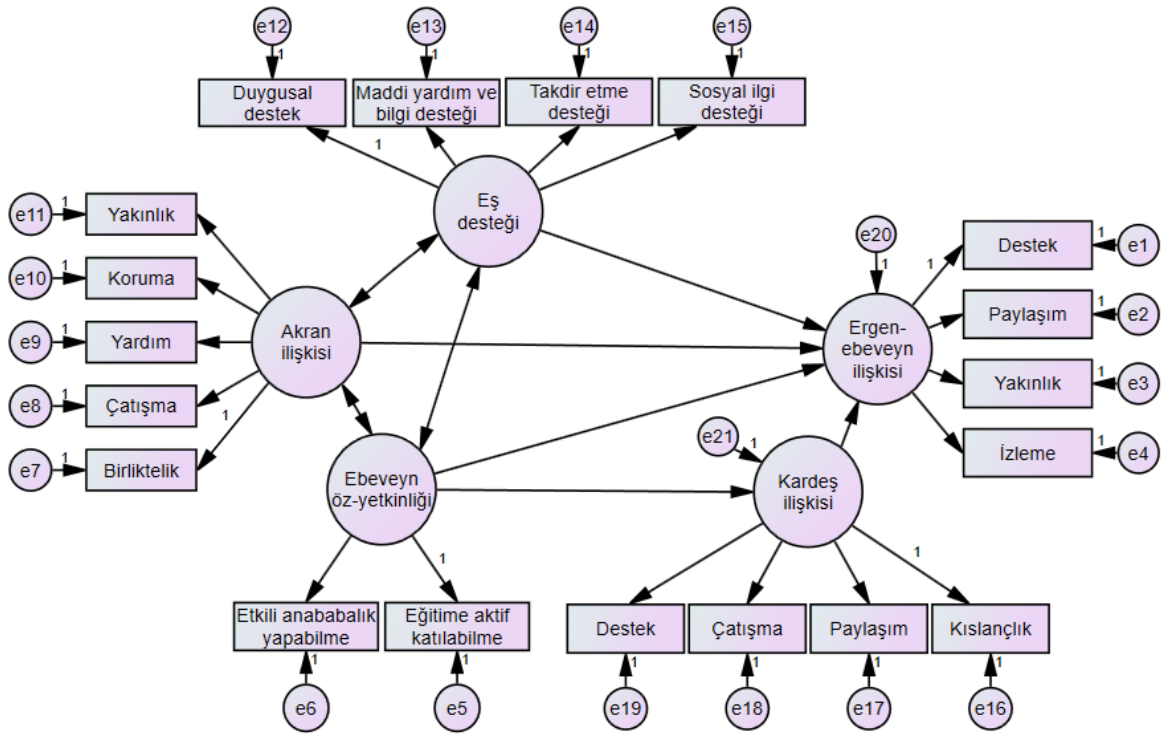 e12
e13
e14
e15
1
1
1
1
Duygusal
destek
Maddi yardım ve
bilgi desteği
Takdir etme
desteği
Sosyal ilgi
desteği
1
Eş
desteği
e11
1
Yakınlık
e10
1
Koruma
e9
1
Yardım
e8
1
Çatışma
e7
1
Birliktelik
1
Akran
ilişkisi
e20
1
Ergen-
ebeveyn
ilişkisi
1
Destek
1
e1
Paylaşım
1
e2
Yakınlık
1
e3
İzleme
1
e4
e21
1
Kardeş
ilişkisi
Ebeveyn
öz-yetkinliği
1
1
Etkili anababalık
yapabilme
Eğitime aktif
katılabilme
Destek
Çatışma
Paylaşım
Kıslançlık
1
1
1
1
1
1
e6
e5
e19
e18
e17
e16